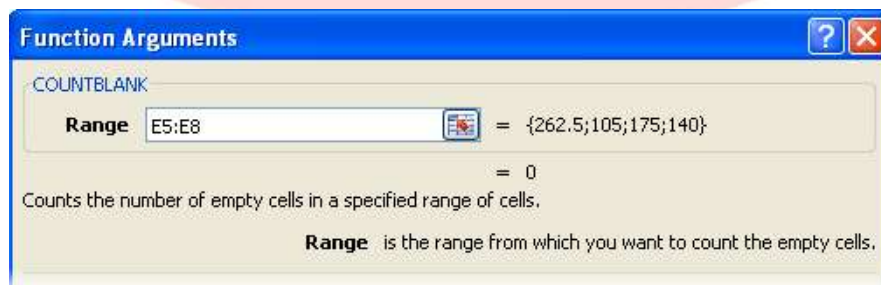 Function Arguments
COUNTBLANK
Range E5:E8 = {262.5;105;175;140}
= 0
Counts the number of empty cells in a specified range of cells.
Range is the range from which you want to count the empty cells.